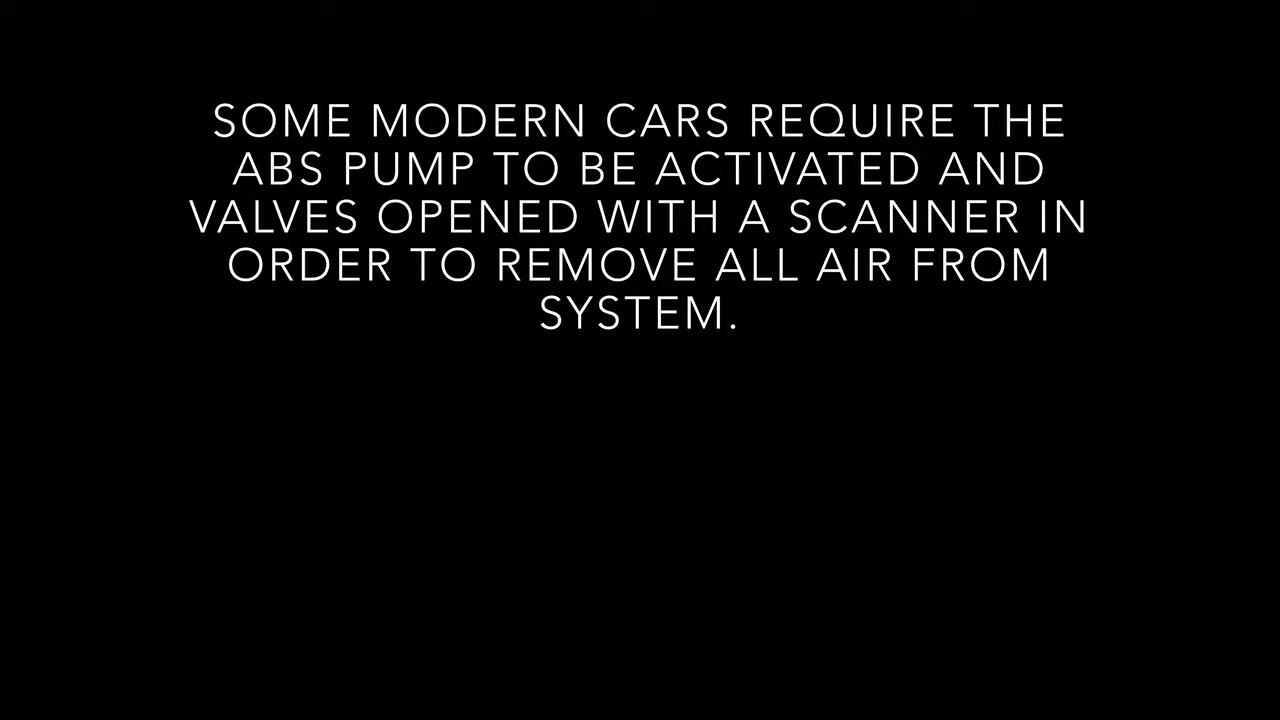 SOME MODERN CARS REQUIRE THE
ABS PUMP TO BE ACTIVATED AND
VALVES OPENED WITH A SCANNER IN
ORDER TO REMOVE ALL AIR FROM
SYSTEM.